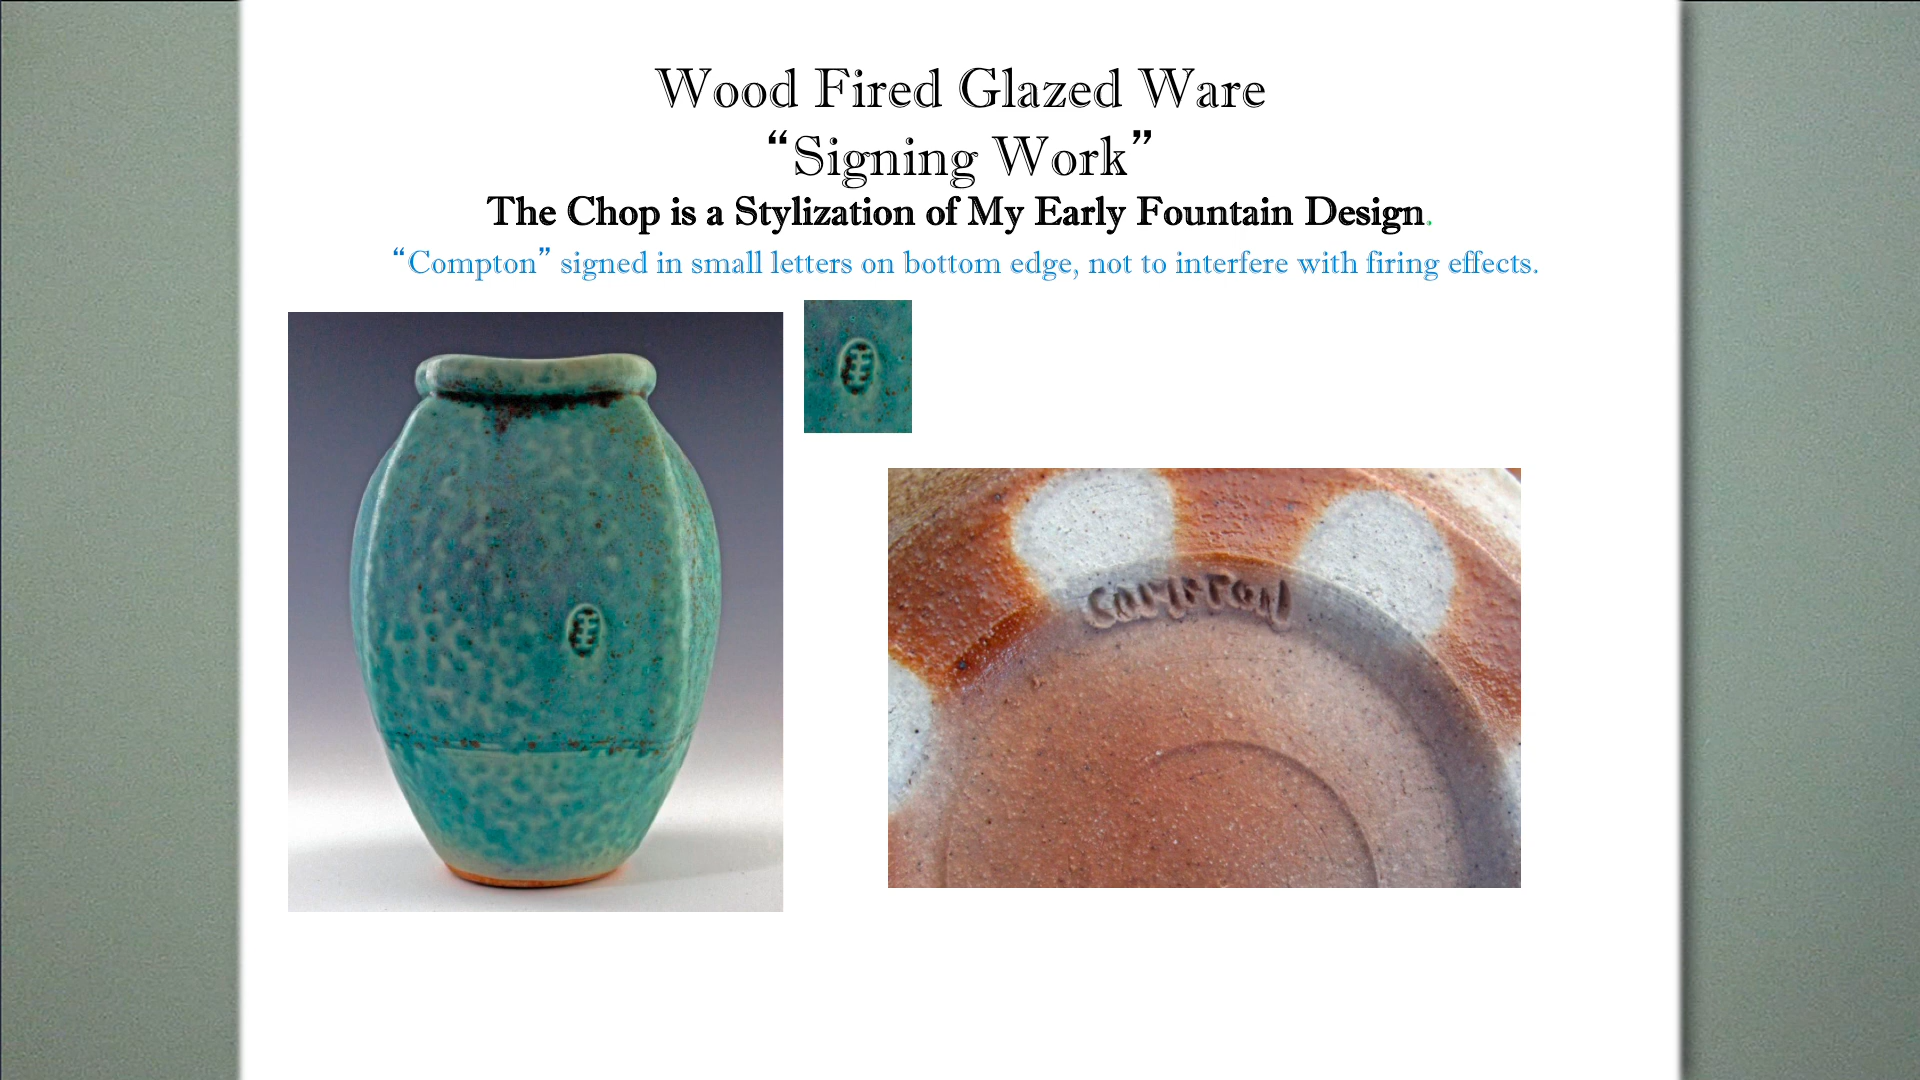 Wood Fired Glazed Ware
“Signing Work”
The Chop is a Stylization of My Early Fountain Design.
“Compton” signed in small letters on bottom edge, not to interfere with firing effects.
COMPTON